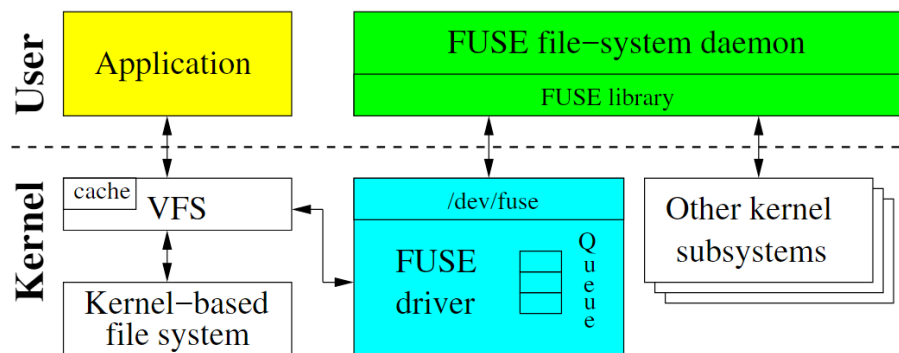 User
Application
FUSE file−system daemon
FUSE library
Kernel
cache
VFS
Kernel−based
file system
/dev/fuse
FUSE
driver
Queue
Other kernel
subsystems